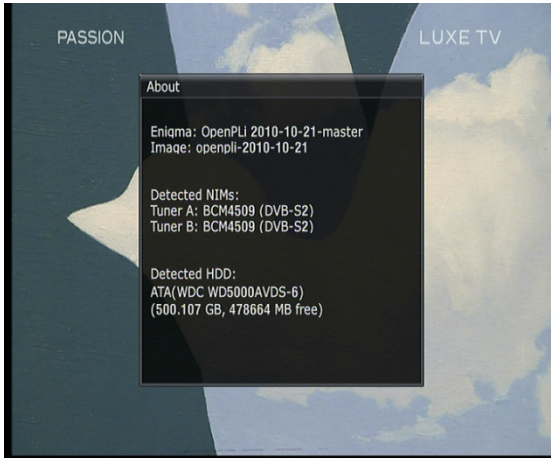 PASSION
LUXE TV
About
Enigma: OpenPLi 2010-10-21-master
Image: openpli-2010-10-21
Detected NIMs:
Tuner A: BCM4509 (DVB-S2)
Tuner B: BCM4509 (DVB-S2)
Detected HDD:
ATA(WDC WD5000AVDS-6)
(500.107 GB, 478664 MB free)